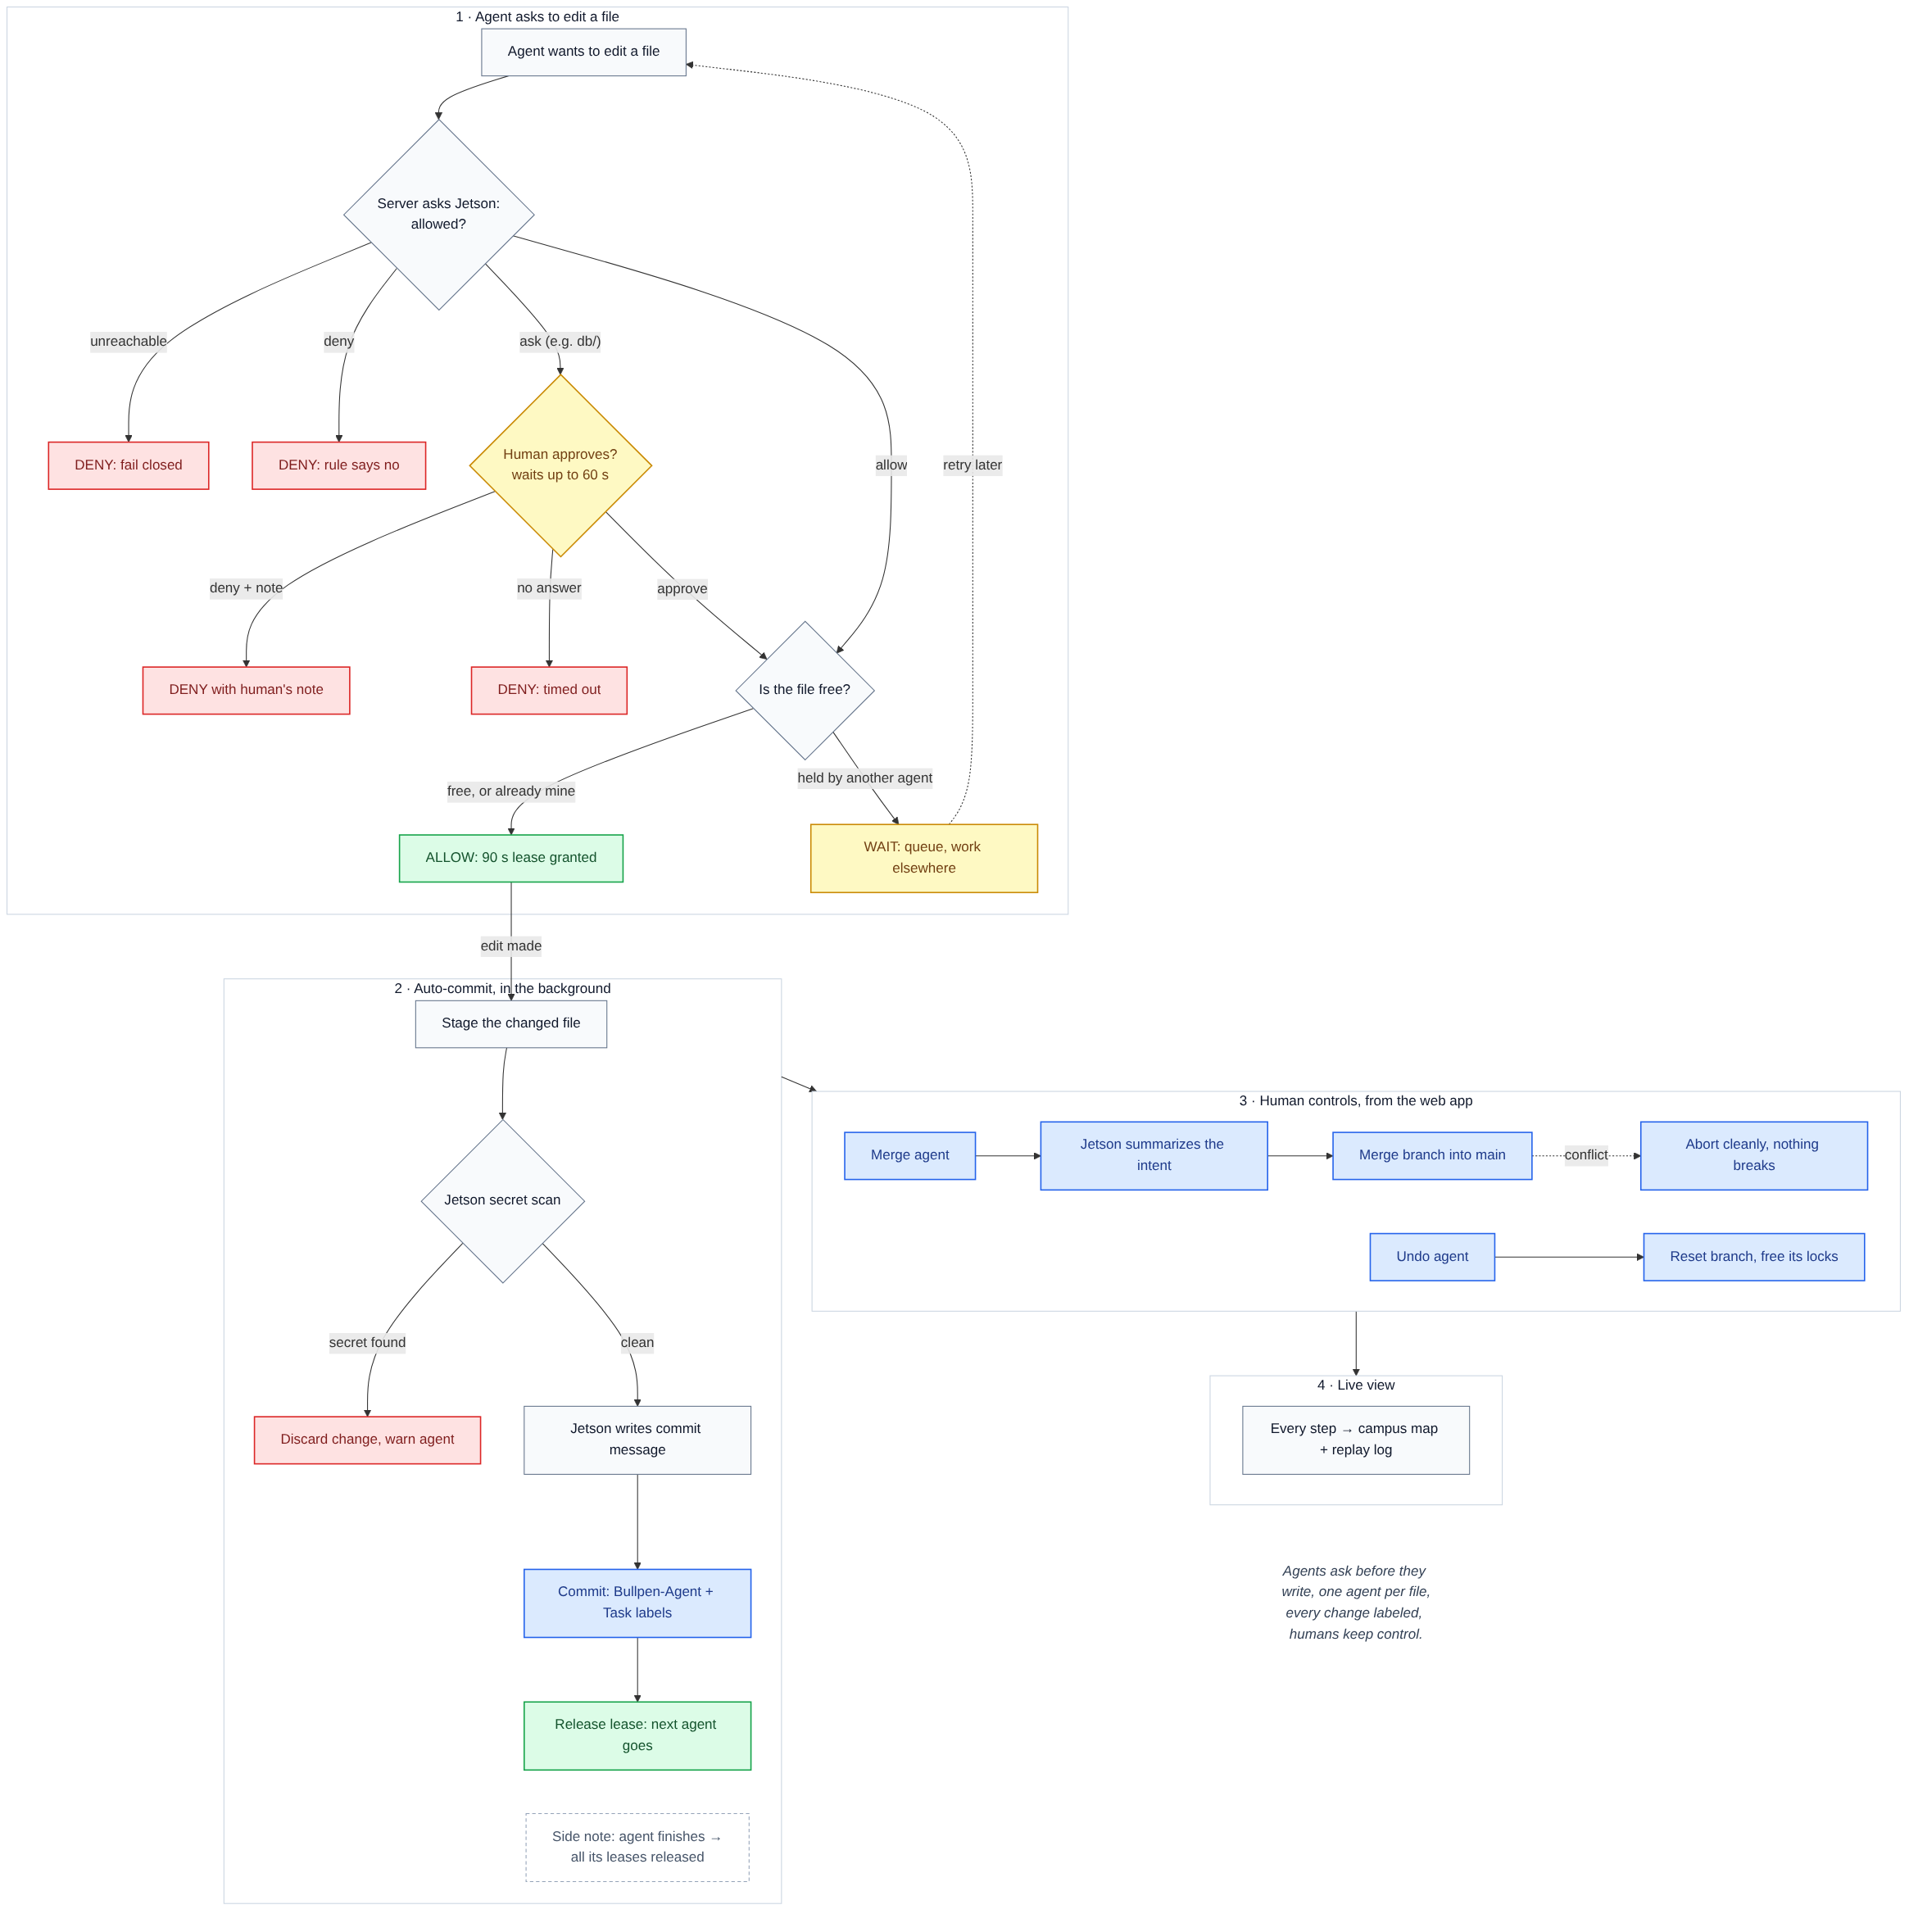 1 · Agent asks to edit a file
Agent wants to edit a file
Server asks Jetson:
allowed?
unreachable
deny
ask (e.g. db/)
DENY: fail closed
DENY: rule says no
Human approves?
waits up to 60 s
allow
retry later
deny + note
no answer
approve
DENY with human's note
DENY: timed out
Is the file free?
free, or already mine
held by another agent
ALLOW: 90 s lease granted
WAIT: queue, work
elsewhere
edit made
2 · Auto-commit, in the background
Stage the changed file
Jetson secret scan
secret found
clean
Discard change, warn agent
Jetson writes commit
message
Commit: Bullpen-Agent +
Task labels
Release lease: next agent
goes
Side note: agent finishes →
all its leases released
3 · Human controls, from the web app
Merge agent
Jetson summarizes the
intent
Merge branch into main
conflict
Abort cleanly, nothing
breaks
Undo agent
Reset branch, free its locks
4 · Live view
Every step → campus map
+ replay log
Agents ask before they
write, one agent per file,
every change labeled,
humans keep control.